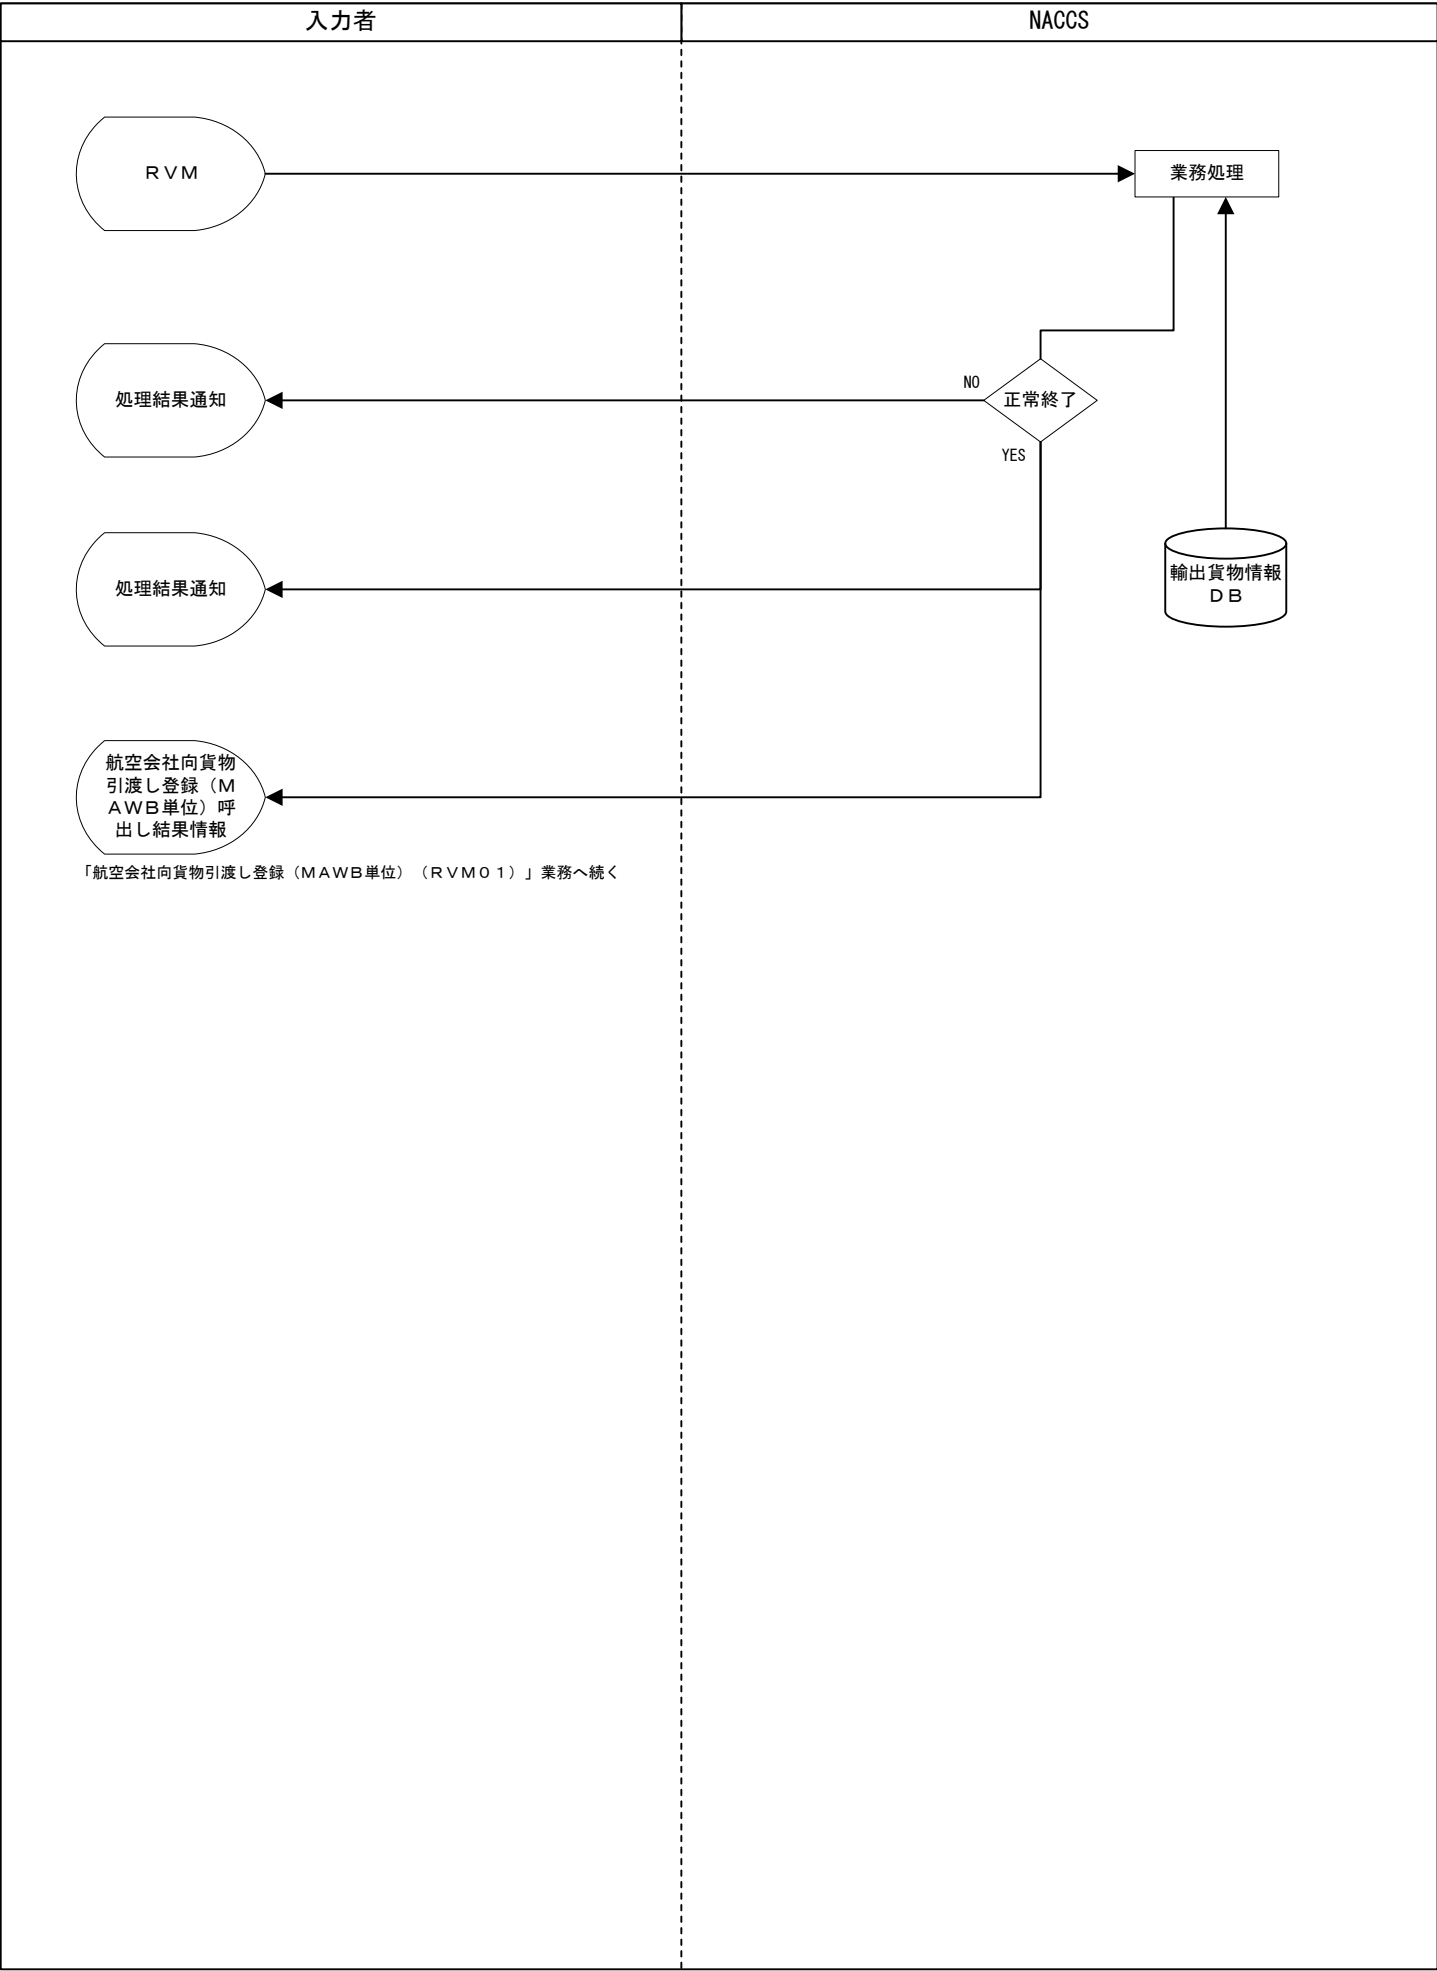 入力者
NACCS
ＲＶＭ
業務処理
処理結果通知
NO
正常終了
YES
処理結果通知
輸出貨物情報
ＤＢ
航空会社向貨物
引渡し登録（Ｍ
ＡＷＢ単位）呼
出し結果情報
「航空会社向貨物引渡し登録（ＭＡＷＢ単位）（ＲＶＭ０１）」業務へ続く